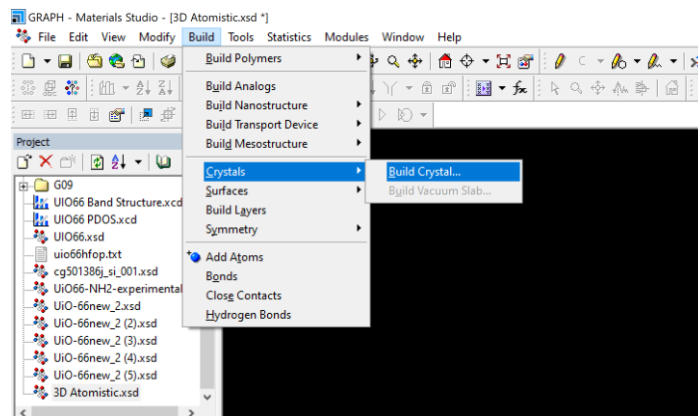 GRAPH - Materials Studio - [3D Atomistic.xsd *]
File Edit View Modify Build Tools Statistics Modules Window Help
Build Polymers
Build Analogs
Build Nanostructure
Build Transport Device
Build Mesostructure
Crystals
Build Crystal...
Surfaces
Build Vacuum Slab...
Build Layers
Symmetry
Add Atoms
Bonds
Close Contacts
Hydrogen Bonds
Project
G09
UIO66 Band Structure.xcd
UIO66 PDOS.xcd
UIO66.xsd
uio66hfop.txt
cg501386j_si_001.xsd
UiO66-NH2-experimental
UiO-66new_2.xsd
UiO-66new_2 (2).xsd
UiO-66new_2 (3).xsd
UiO-66new_2 (4).xsd
UiO-66new_2 (5).xsd
3D Atomistic.xsd